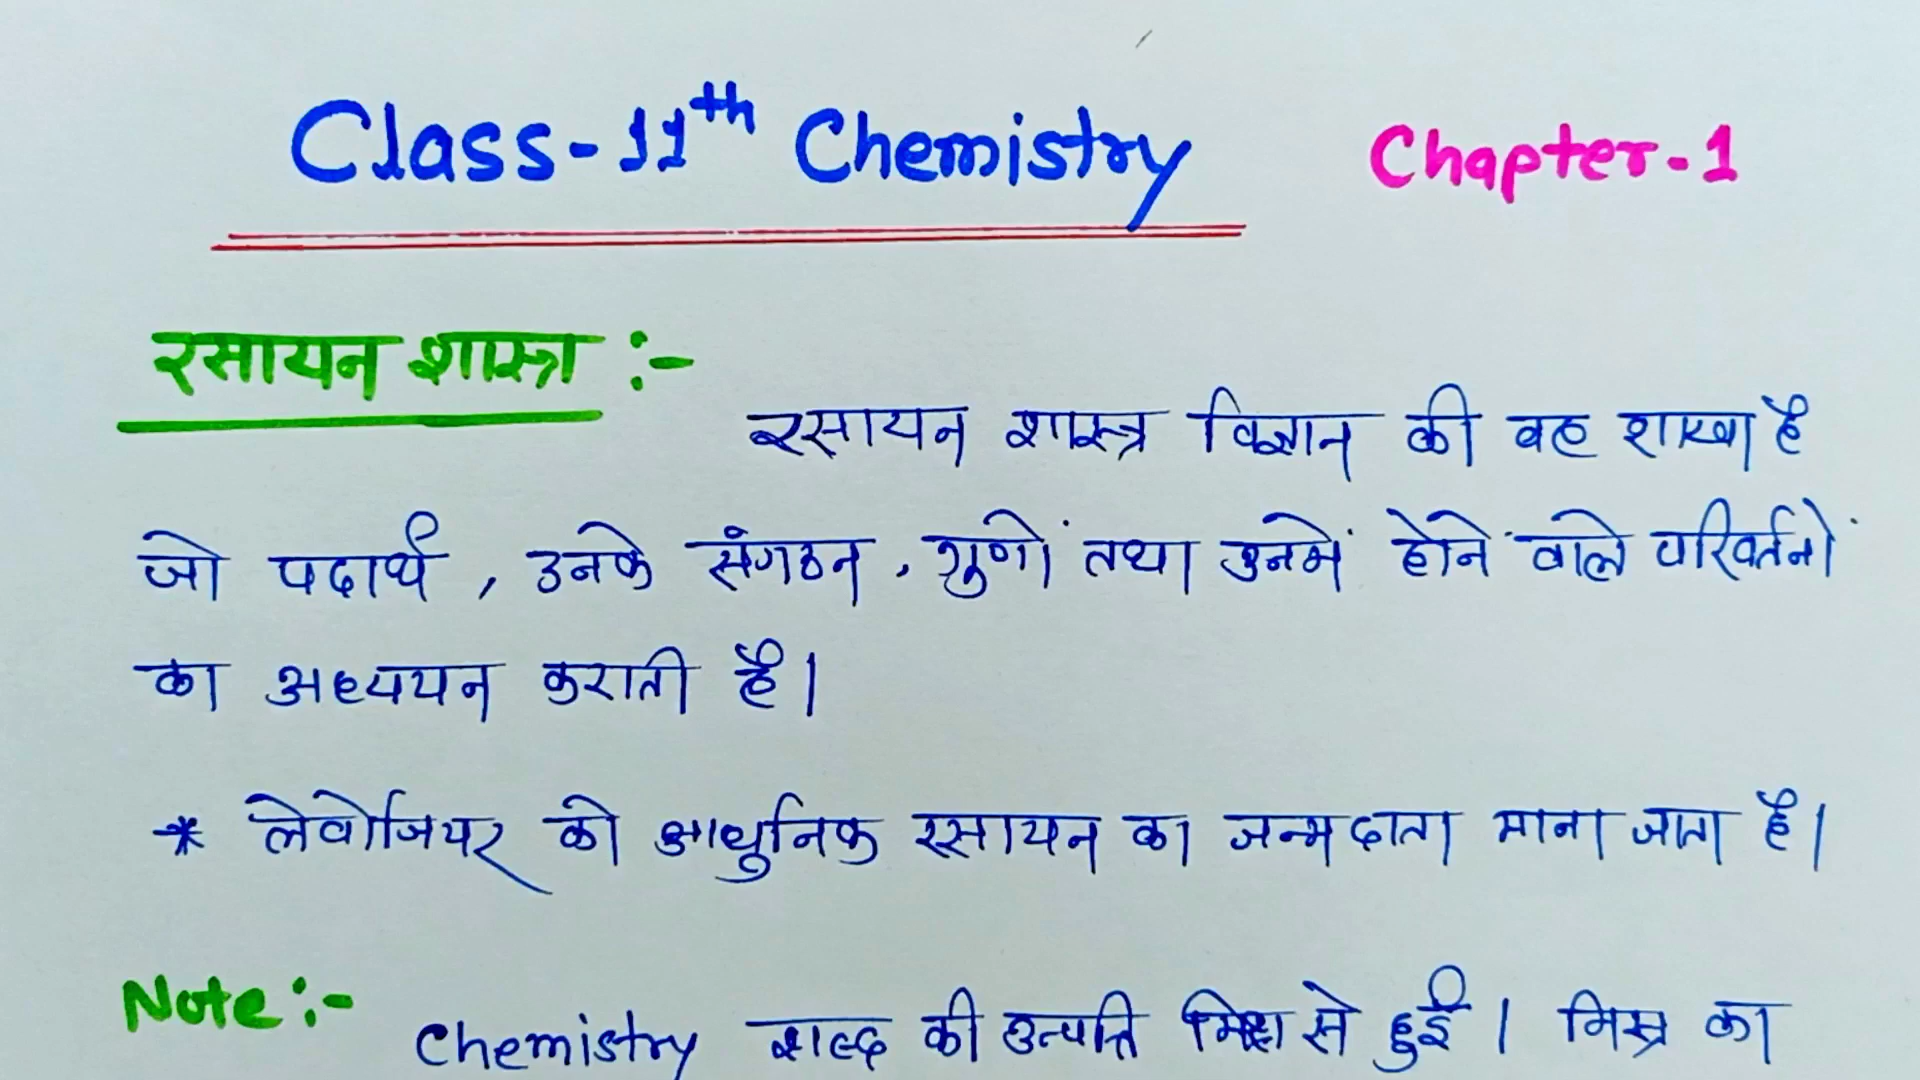 Class-11th Chemistry Chapter-1
रसायन शास्त्र :-
रसायन शास्त्र विज्ञान की वह शाखा है
जो पदार्थ , उनके संगठन , गुणों तथा उनमें होने वाले परिवर्तनों
का अध्ययन कराती है।
* लेवोजियर को आधुनिक रसायन का जन्मदाता माना जाता है।
Note :- Chemistry शब्द की उत्पत्ति मिस्र से हुई । मिस्र का